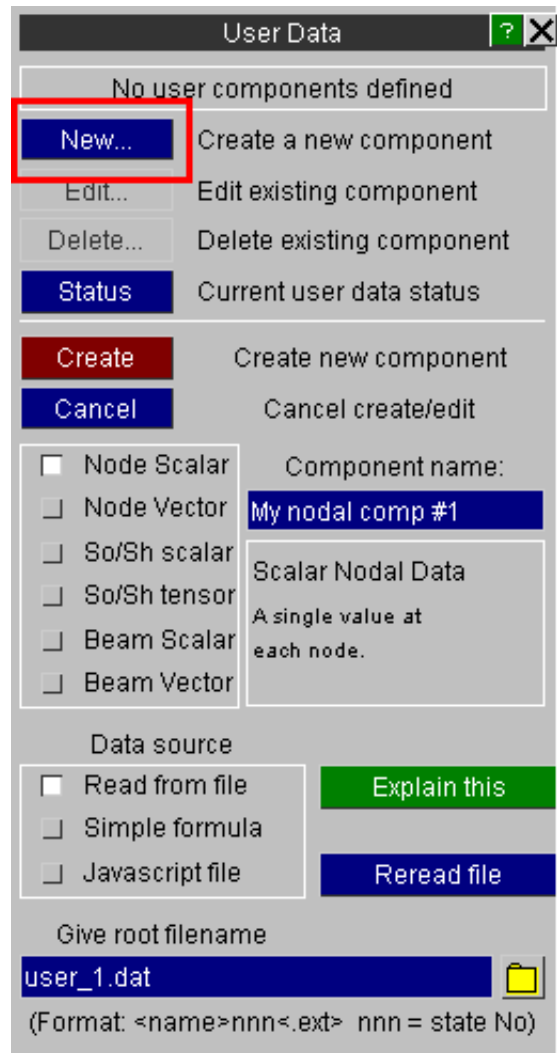 User Data ? X
No user components defined
New... Create a new component
Edit... Edit existing component
Delete... Delete existing component
Status Current user data status
Create Create new component
Cancel Cancel create/edit
Node Scalar Component name:
Node Vector My nodal comp #1
So/Sh scalar Scalar Nodal Data
So/Sh tensor A single value at
Beam Scalar each node.
Beam Vector
Data source
Read from file Explain this
Simple formula
Javascript file Reread file
Give root filename
user_1.dat
(Format: <name>nnn<.ext> nnn = state No)